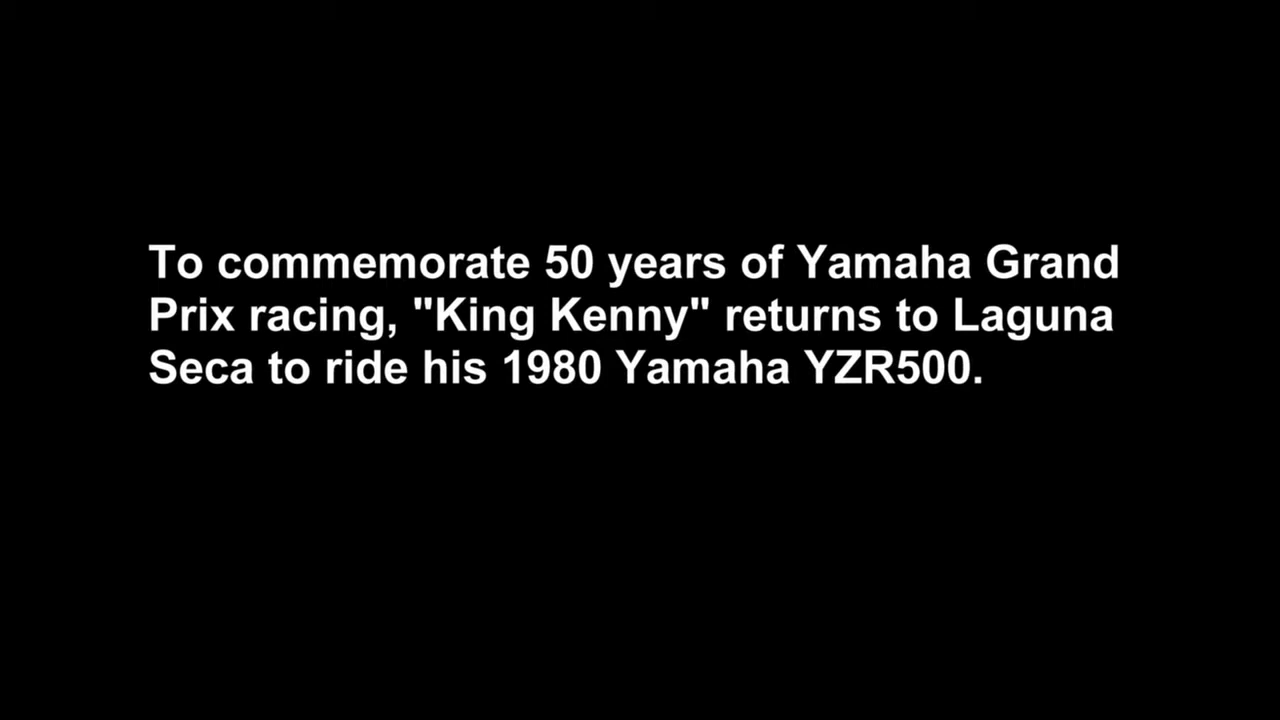 To commemorate 50 years of Yamaha Grand
Prix racing, "King Kenny" returns to Laguna
Seca to ride his 1980 Yamaha YZR500.